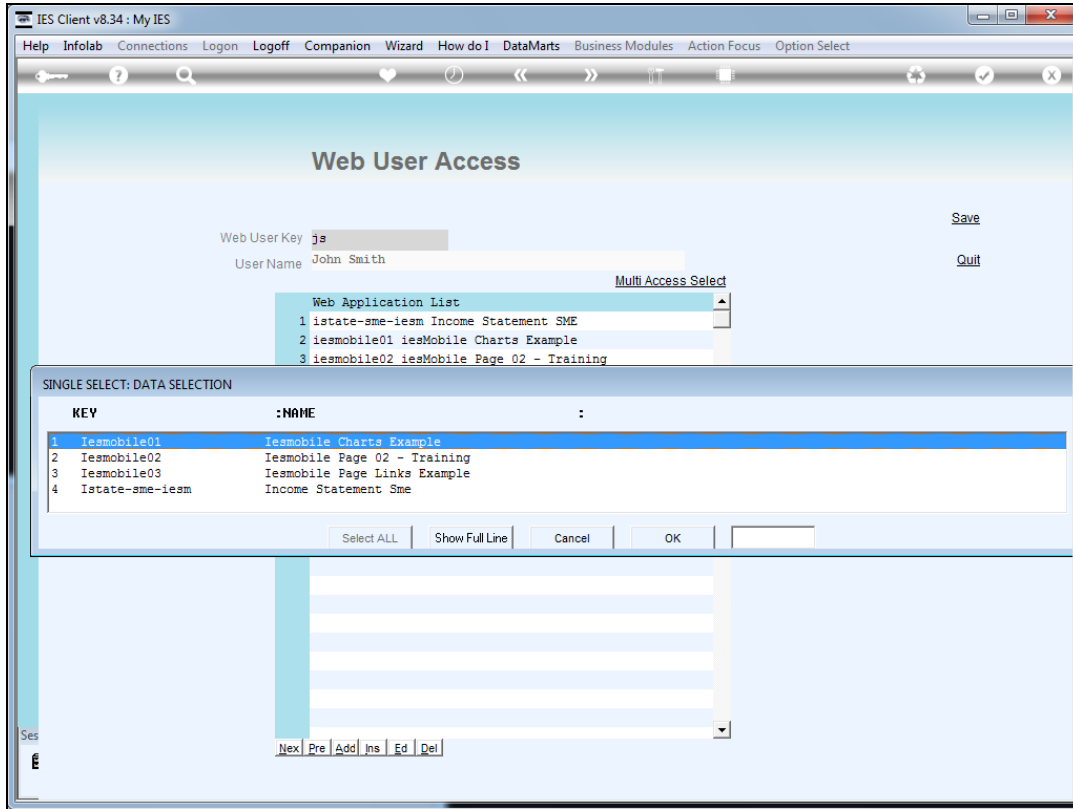 IES Client v8.34 : My IES
Help Infolab Connections Logon Logoff Companion Wizard How do I DataMarts Business Modules Action Focus Option Select
Web User Access
Save
Web User Key js
User Name John Smith
Quit
Multi Access Select
Web Application List
1 istate-sme-iesm Income Statement SME
2 iesmobile01 iesMobile Charts Example
3 iesmobile02 iesMobile Page 02 - Training
SINGLE SELECT: DATA SELECTION
KEY :NAME :
1 Iesmobile01 Iesmobile Charts Example
2 Iesmobile02 Iesmobile Page 02 - Training
3 Iesmobile03 Iesmobile Page Links Example
4 Istate-sme-iesm Income Statement Sme
Select ALL Show Full Line Cancel OK
Ses
Nex Pre Add Ins Ed Del